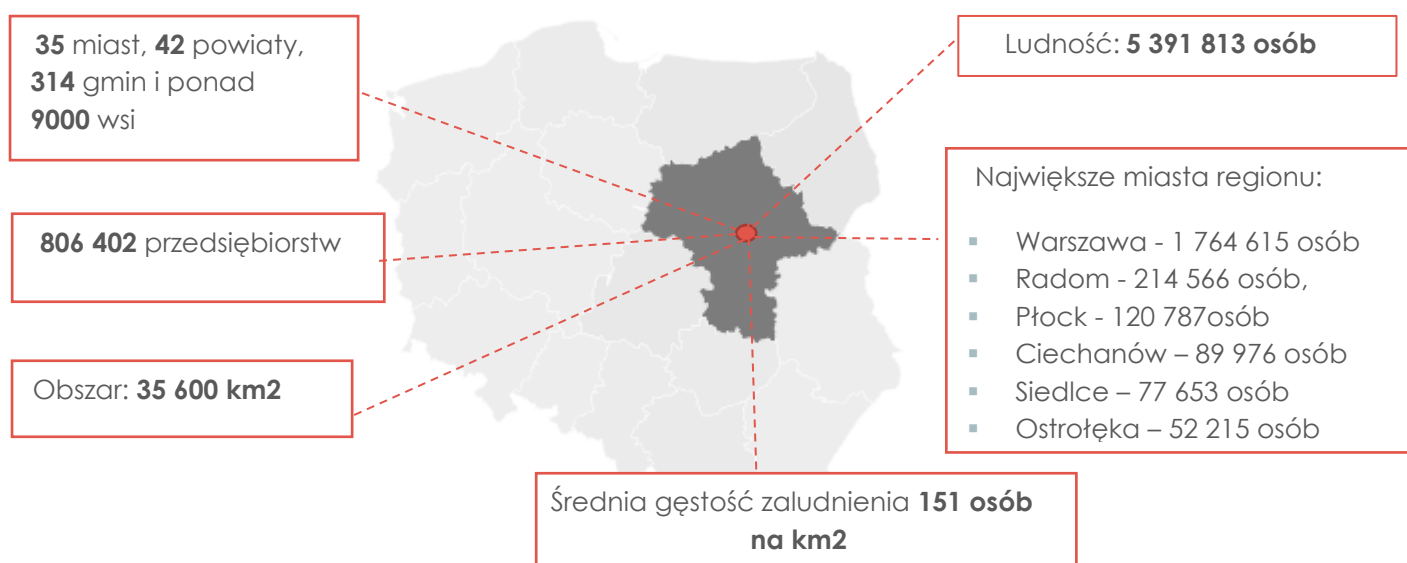 35 miast, 42 powiaty,
314 gmin i ponad
9000 wsi
Ludność: 5 391 813 osób
806 402 przedsiębiorstw
Największe miasta regionu:
▪ Warszawa - 1 764 615 osób
▪ Radom - 214 566 osób,
▪ Płock - 120 787osób
▪ Ciechanów – 89 976 osób
▪ Siedlce – 77 653 osób
▪ Ostrołęka – 52 215 osób
Obszar: 35 600 km2
Średnia gęstość zaludnienia 151 osób
na km2